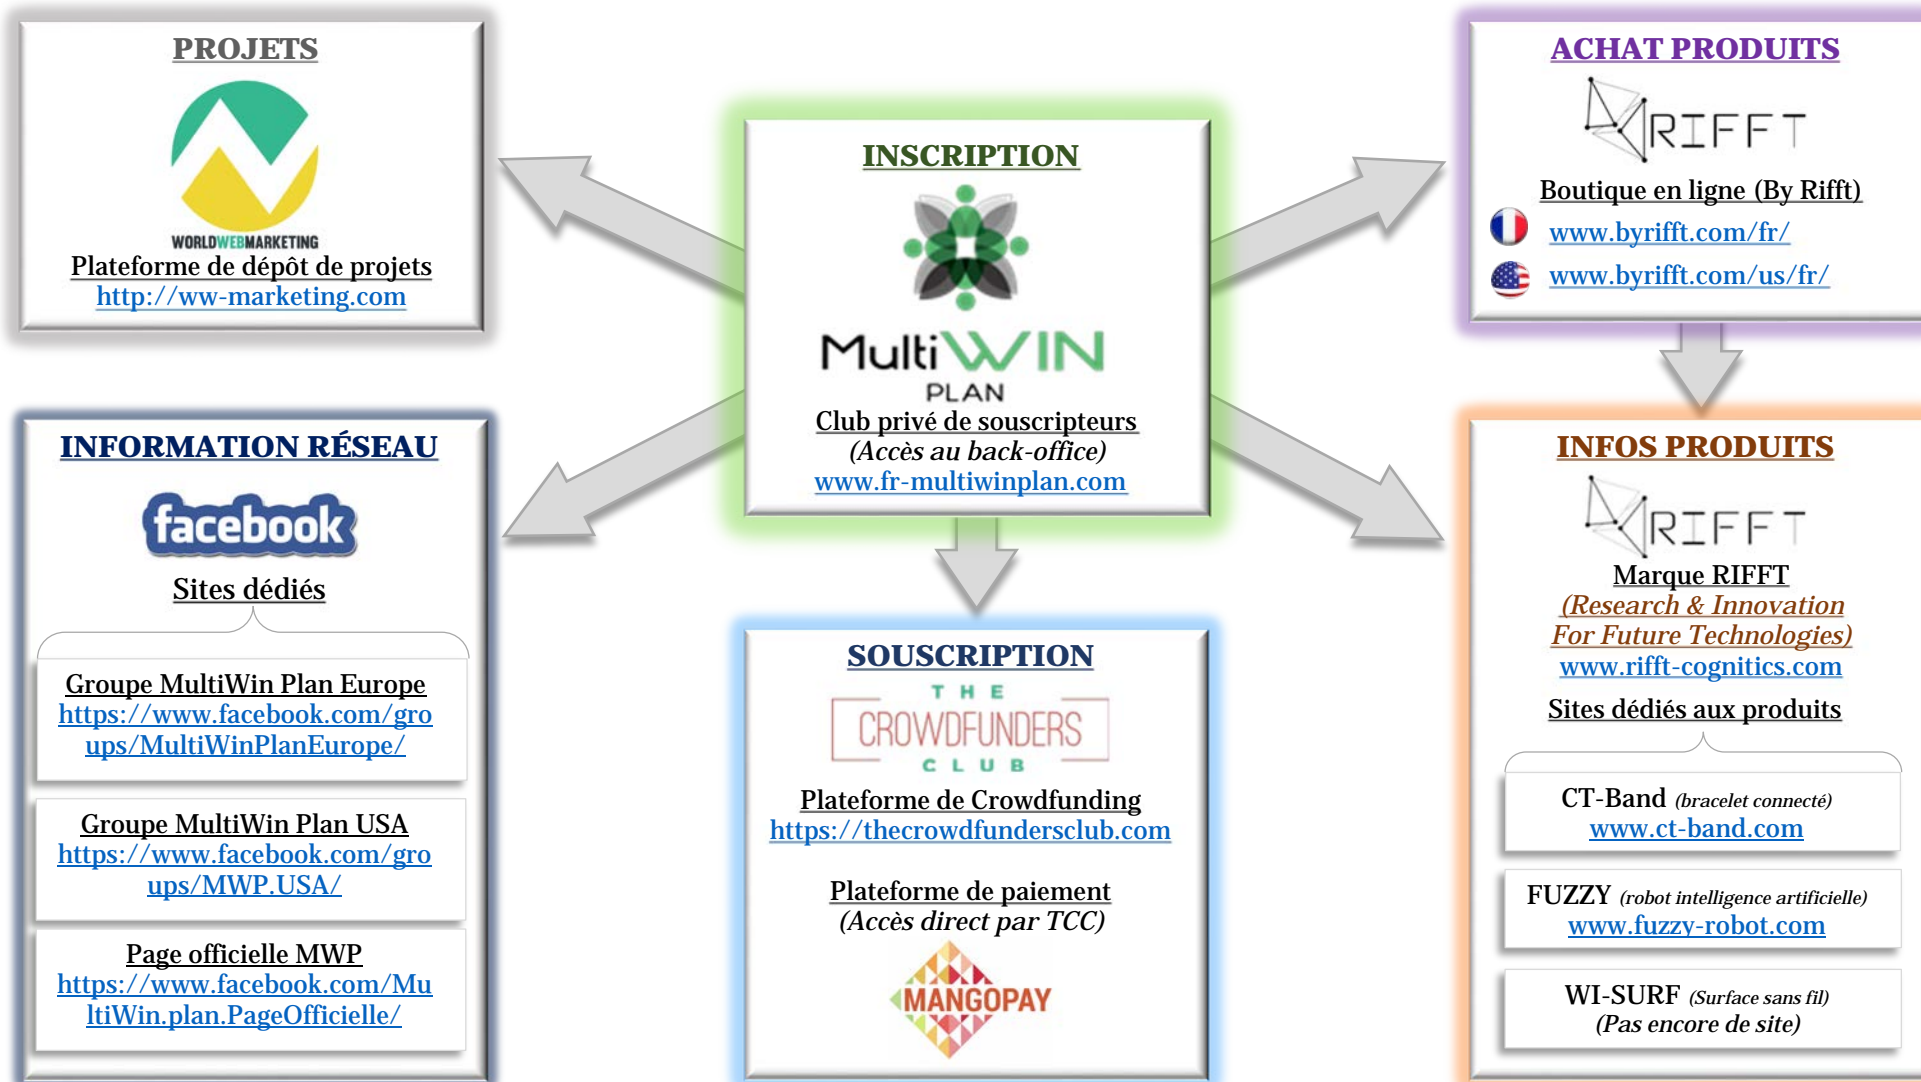 PROJETS
WORLDWEBMARKETING
Plateforme de dépôt de projets
http://ww-marketing.com
INSCRIPTION
MultiWIN
PLAN
Club privé de souscripteurs
(Accès au back-office)
www.fr-multiwinplan.com
ACHAT PRODUITS
RIFFT
Boutique en ligne (By Rifft)
www.byrifft.com/fr/
www.byrifft.com/us/fr/
INFORMATION RÉSEAU
facebook
Sites dédiés
Groupe MultiWin Plan Europe
https://www.facebook.com/gro
ups/MultiWinPlanEurope/
Groupe MultiWin Plan USA
https://www.facebook.com/gro
ups/MWP.USA/
Page officielle MWP
https://www.facebook.com/Mu
ltiWin.plan.PageOfficielle/
SOUSCRIPTION
THE
CROWDFUNDERS
CLUB
Plateforme de Crowdfunding
https://thecrowdfundersclub.com
Plateforme de paiement
(Accès direct par TCC)
MANGOPAY
INFOS PRODUITS
RIFFT
Marque RIFFT
(Research & Innovation
For Future Technologies)
www.rifft-cognitics.com
Sites dédiés aux produits
CT-Band (bracelet connecté)
www.ct-band.com
FUZZY (robot intelligence artificielle)
www.fuzzy-robot.com
WI-SURF (Surface sans fil)
(Pas encore de site)